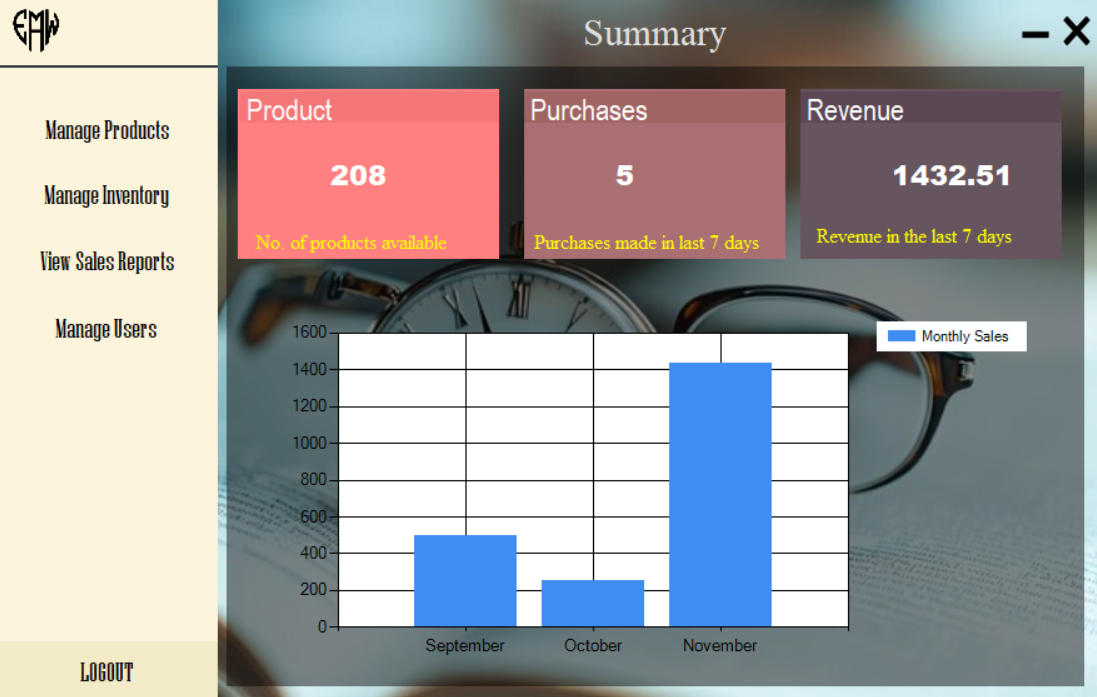 EMW
Summary
Manage Products
Manage Inventory
View Sales Reports
Manage Users
LOGOUT
Product
208
No. of products available
Purchases
5
Purchases made in last 7 days
Revenue
1432.51
Revenue in the last 7 days
Monthly Sales
1600
1400
1200
1000
800
600
400
200
0
September October November